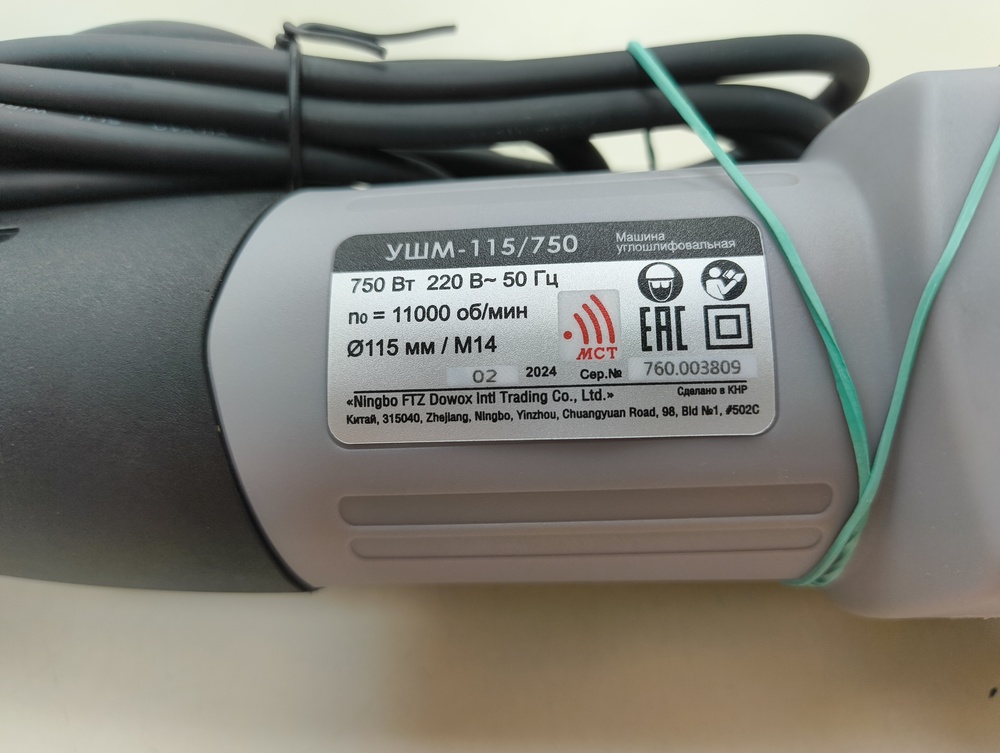 УШМ-115/750
Машина
углошлифовальная
750 Вт 220 В~ 50 Гц
n₀ = 11000 об/мин
Ø115 мм / М14
МСТ
ЕАС
02 2024 Сер.№ 760.003809
«Ningbo FTZ Dowox Intl Trading Co., Ltd.» Сделано в КНР
Китай, 315040, Zhejiang, Ningbo, Yinzhou, Chuangyuan Road, 98, Bld №1, #502C